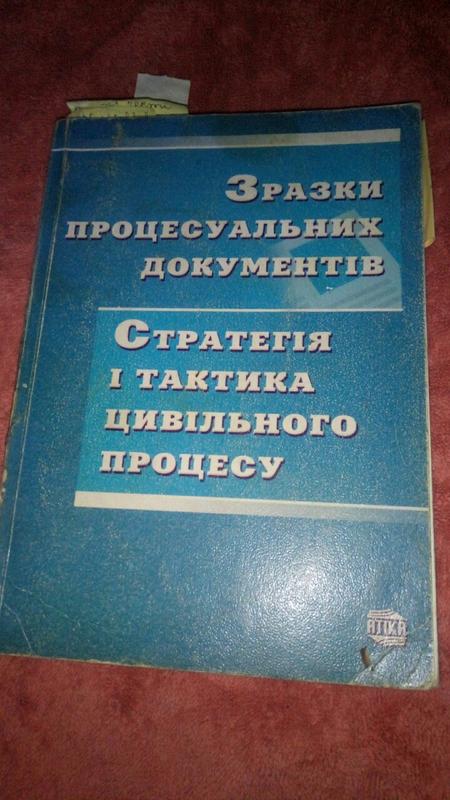 Зразки
процесуальних
документів
Стратегія
і тактика
цивільного
процесу
АТІКА